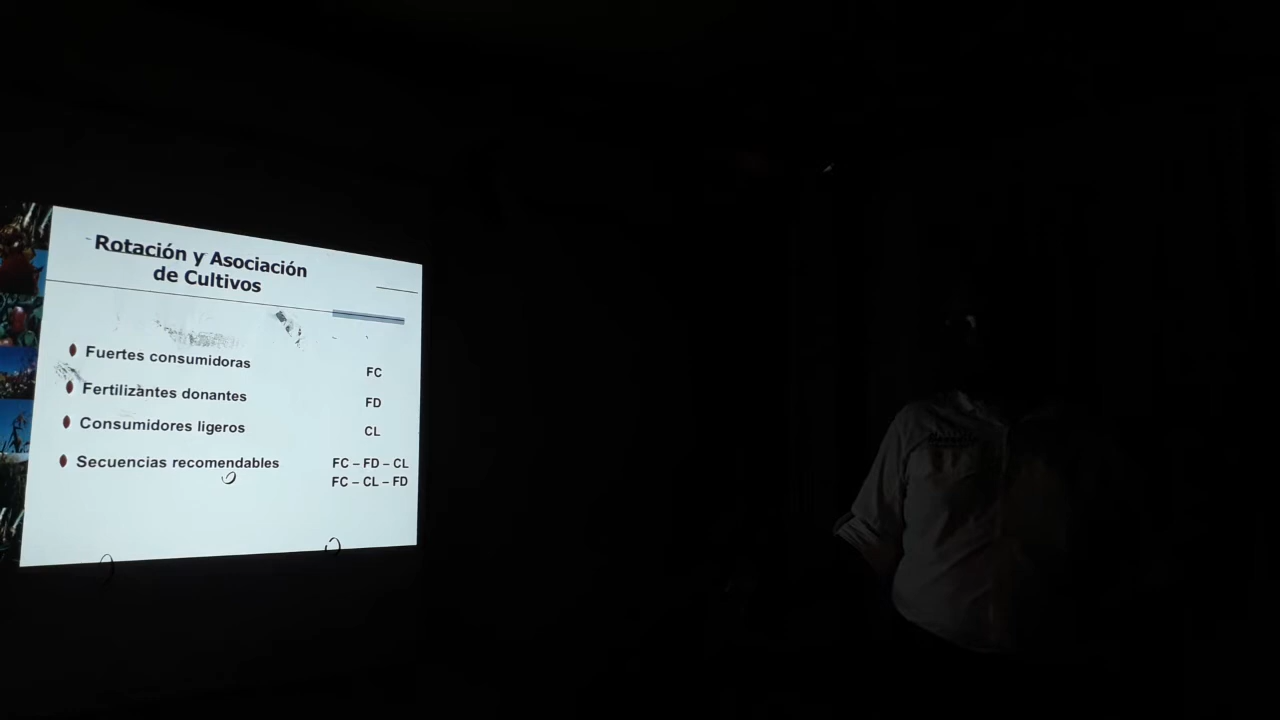 Rotación y Asociación
de Cultivos
Fuertes consumidoras FC
Fertilizantes donantes FD
Consumidores ligeros CL
Secuencias recomendables FC – FD – CL
FC – CL – FD